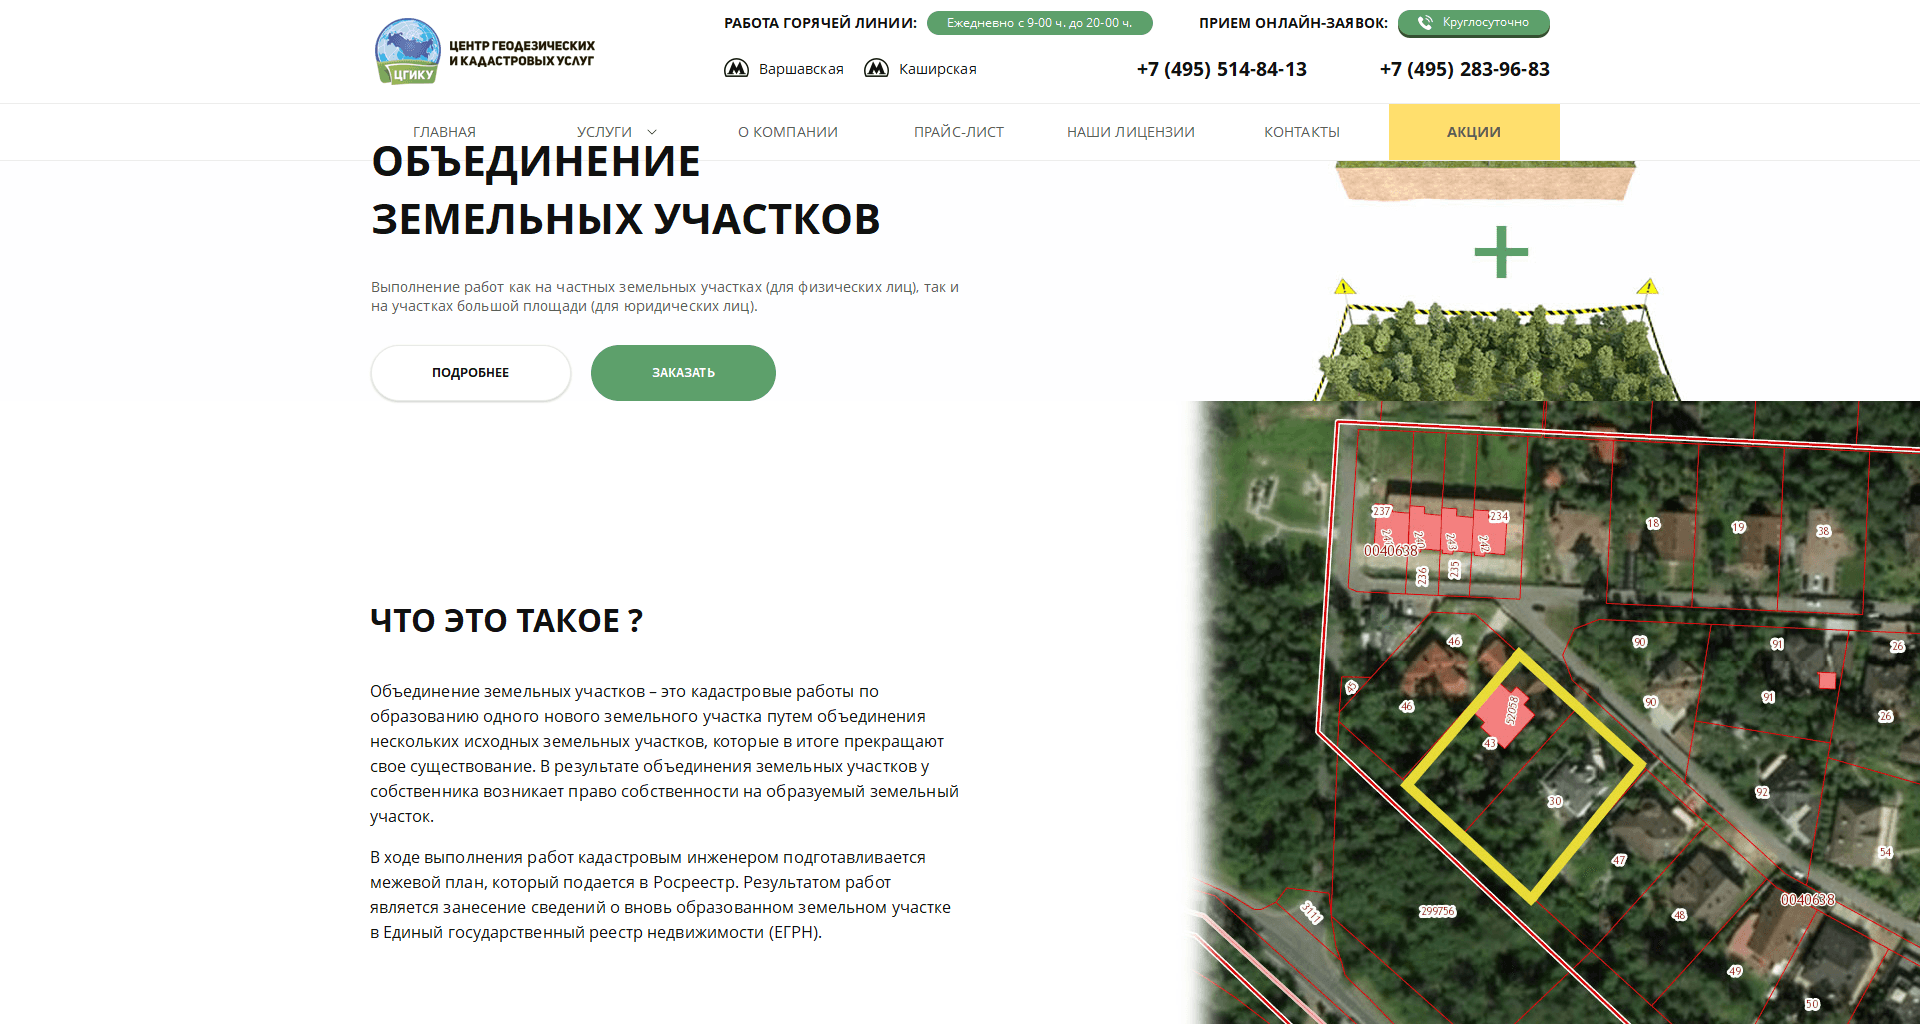 ЦЕНТР ГЕОДЕЗИЧЕСКИХ
И КАДАСТРОВЫХ УСЛУГ
ЦГИКУ
РАБОТА ГОРЯЧЕЙ ЛИНИИ:
Ежедневно с 9-00 ч. до 20-00 ч.
ПРИЕМ ОНЛАЙН-ЗАЯВОК:
Круглосуточно
Варшавская
Каширская
+7 (495) 514-84-13
+7 (495) 283-96-83
ГЛАВНАЯ
УСЛУГИ
О КОМПАНИИ
ПРАЙС-ЛИСТ
НАШИ ЛИЦЕНЗИИ
КОНТАКТЫ
АКЦИИ
ОБЪЕДИНЕНИЕ
ЗЕМЕЛЬНЫХ УЧАСТКОВ
Выполнение работ как на частных земельных участках (для физических лиц), так и
на участках большой площади (для юридических лиц).
ПОДРОБНЕЕ
ЗАКАЗАТЬ
ЧТО ЭТО ТАКОЕ ?
Объединение земельных участков – это кадастровые работы по
образованию одного нового земельного участка путем объединения
нескольких исходных земельных участков, которые в итоге прекращают
свое существование. В результате объединения земельных участков у
собственника возникает право собственности на образуемый земельный
участок.
В ходе выполнения работ кадастровым инженером подготавливается
межевой план, который подается в Росреестр. Результатом работ
является занесение сведений о вновь образованном земельном участке
в Единый государственный реестр недвижимости (ЕГРН).
237
234
18
19
38
240
243
242
0040638
236
235
46
90
91
26
45
46
90
91
26
52058
43
92
30
47
54
0040638
3111
299756
48
49
50